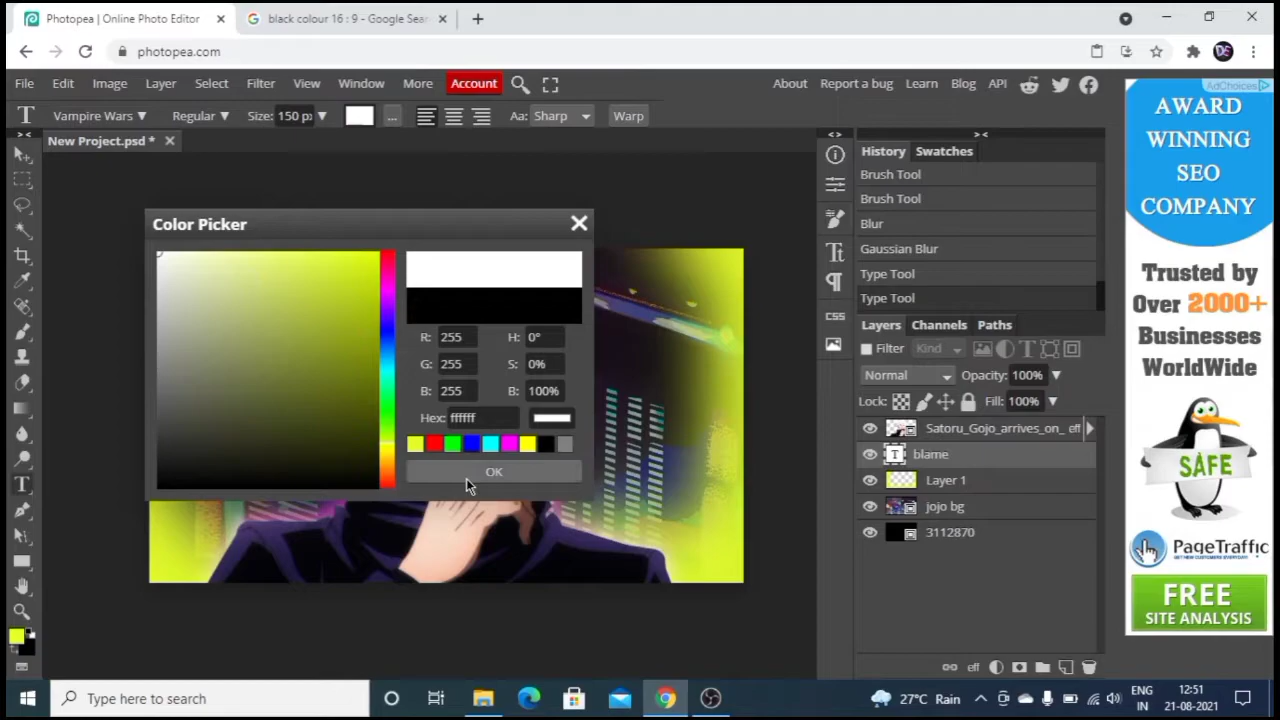 Photopea | Online Photo Editor
black colour 16 : 9 - Google Sear
photopea.com
File Edit Image Layer Select Filter View Window More Account
About Report a bug Learn Blog API
Vampire Wars Regular Size: 150 px ... Aa: Sharp Warp
New Project.psd *
Color Picker
R: 255 H: 0°
G: 255 S: 0%
B: 255 B: 100%
Hex: ffffff
OK
CSS
History Swatches
Brush Tool
Brush Tool
Blur
Gaussian Blur
Type Tool
Type Tool
Layers Channels Paths
Filter Kind
Normal Opacity: 100%
Lock: Fill: 100%
Satoru_Gojo_arrives_on_ eff
blame
Layer 1
jojo bg
3112870
eff
AdChoices
AWARD
WINNING
SEO
COMPANY
Trusted by
Over 2000+
Businesses
WorldWide
SAFE
PageTraffic
FREE
SITE ANALYSIS
Type here to search
27°C Rain
ENG
IN
12:51
21-08-2021